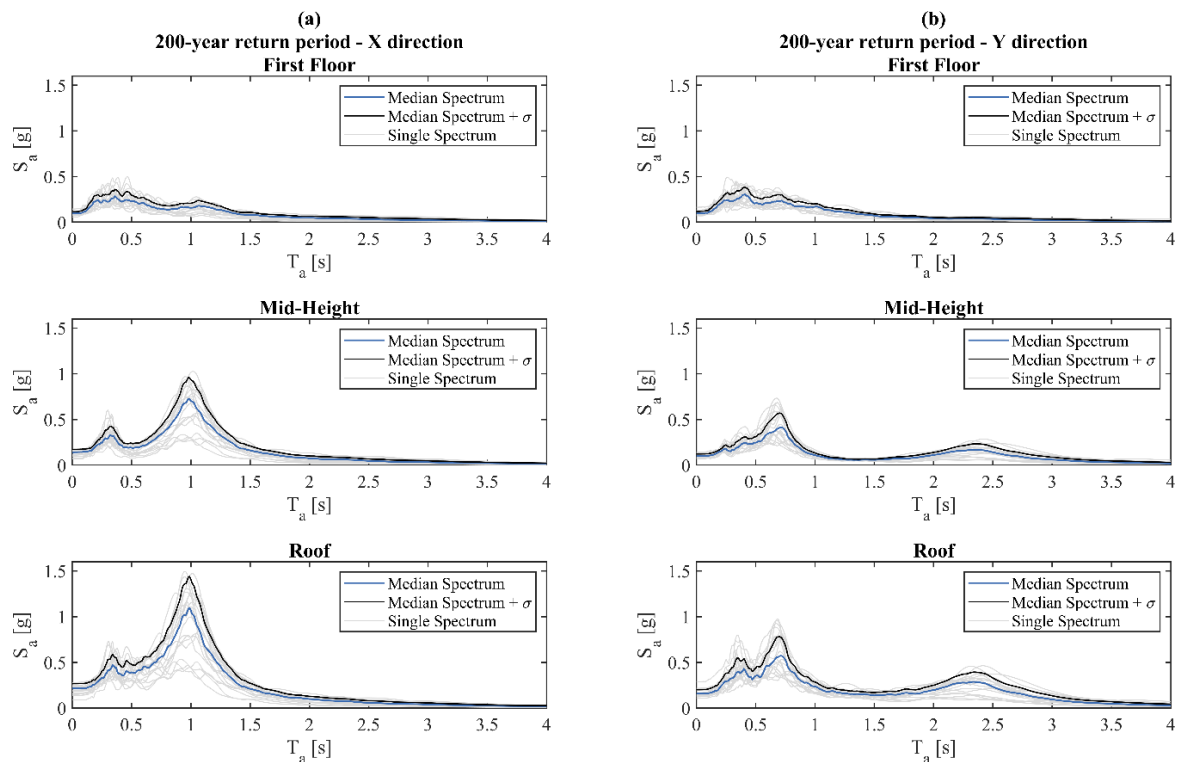 (a)
200-year return period - X direction
First Floor
Median Spectrum
Median Spectrum + σ
Single Spectrum
S_a [g]
1.5
1
0.5
0
0 0.5 1 1.5 2 2.5 3 3.5 4
T_a [s]
Mid-Height
Median Spectrum
Median Spectrum + σ
Single Spectrum
S_a [g]
1.5
1
0.5
0
0 0.5 1 1.5 2 2.5 3 3.5 4
T_a [s]
Roof
Median Spectrum
Median Spectrum + σ
Single Spectrum
S_a [g]
1.5
1
0.5
0
0 0.5 1 1.5 2 2.5 3 3.5 4
T_a [s]
(b)
200-year return period - Y direction
First Floor
Median Spectrum
Median Spectrum + σ
Single Spectrum
S_a [g]
1.5
1
0.5
0
0 0.5 1 1.5 2 2.5 3 3.5 4
T_a [s]
Mid-Height
Median Spectrum
Median Spectrum + σ
Single Spectrum
S_a [g]
1.5
1
0.5
0
0 0.5 1 1.5 2 2.5 3 3.5 4
T_a [s]
Roof
Median Spectrum
Median Spectrum + σ
Single Spectrum
S_a [g]
1.5
1
0.5
0
0 0.5 1 1.5 2 2.5 3 3.5 4
T_a [s]